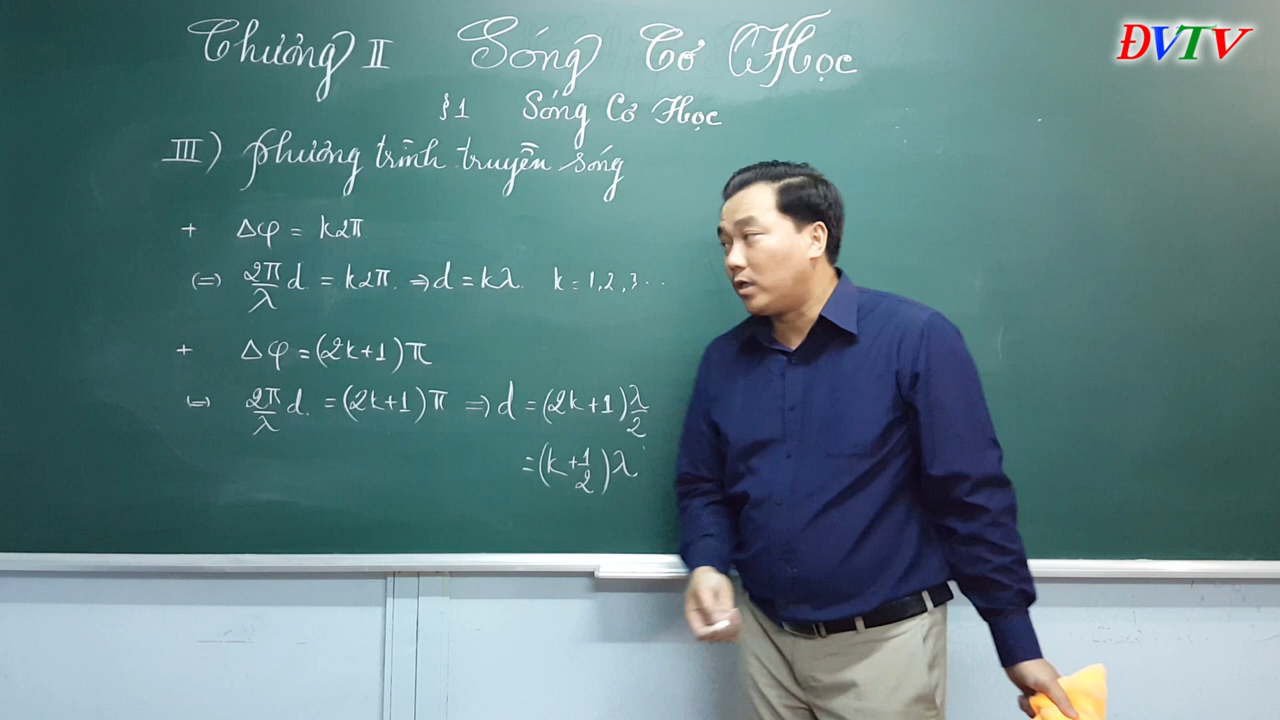 Chương II Sóng Cơ Học
§1 Sóng Cơ Học
III) phương trình truyền sóng
+ Δφ = k2π
(=) 2π/λ d = k2π. => d = kλ. k = 1,2,3...
+ Δφ = (2k+1)π
(=) 2π/λ d. = (2k+1)π => d = (2k+1)λ/2
= (k+1/2)λ
ĐVTV